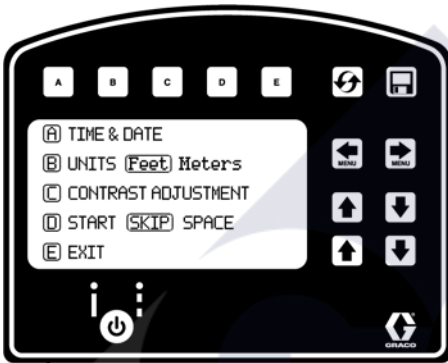 A B C D E
A TIME & DATE
B UNITS Feet Meters
C CONTRAST ADJUSTMENT
D START SKIP SPACE
E EXIT
MENU MENU
GRACO